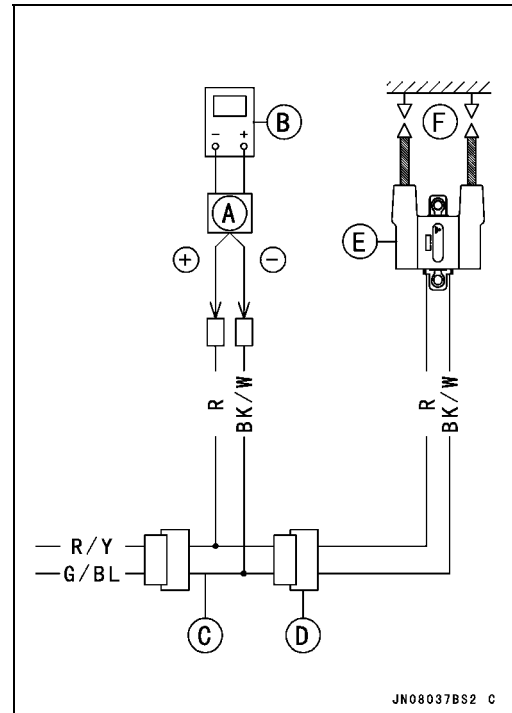 B
F
- +
A
E
+ -
R
BK/W
R
BK/W
R/Y
G/BL
C
D
JN08037BS2 C